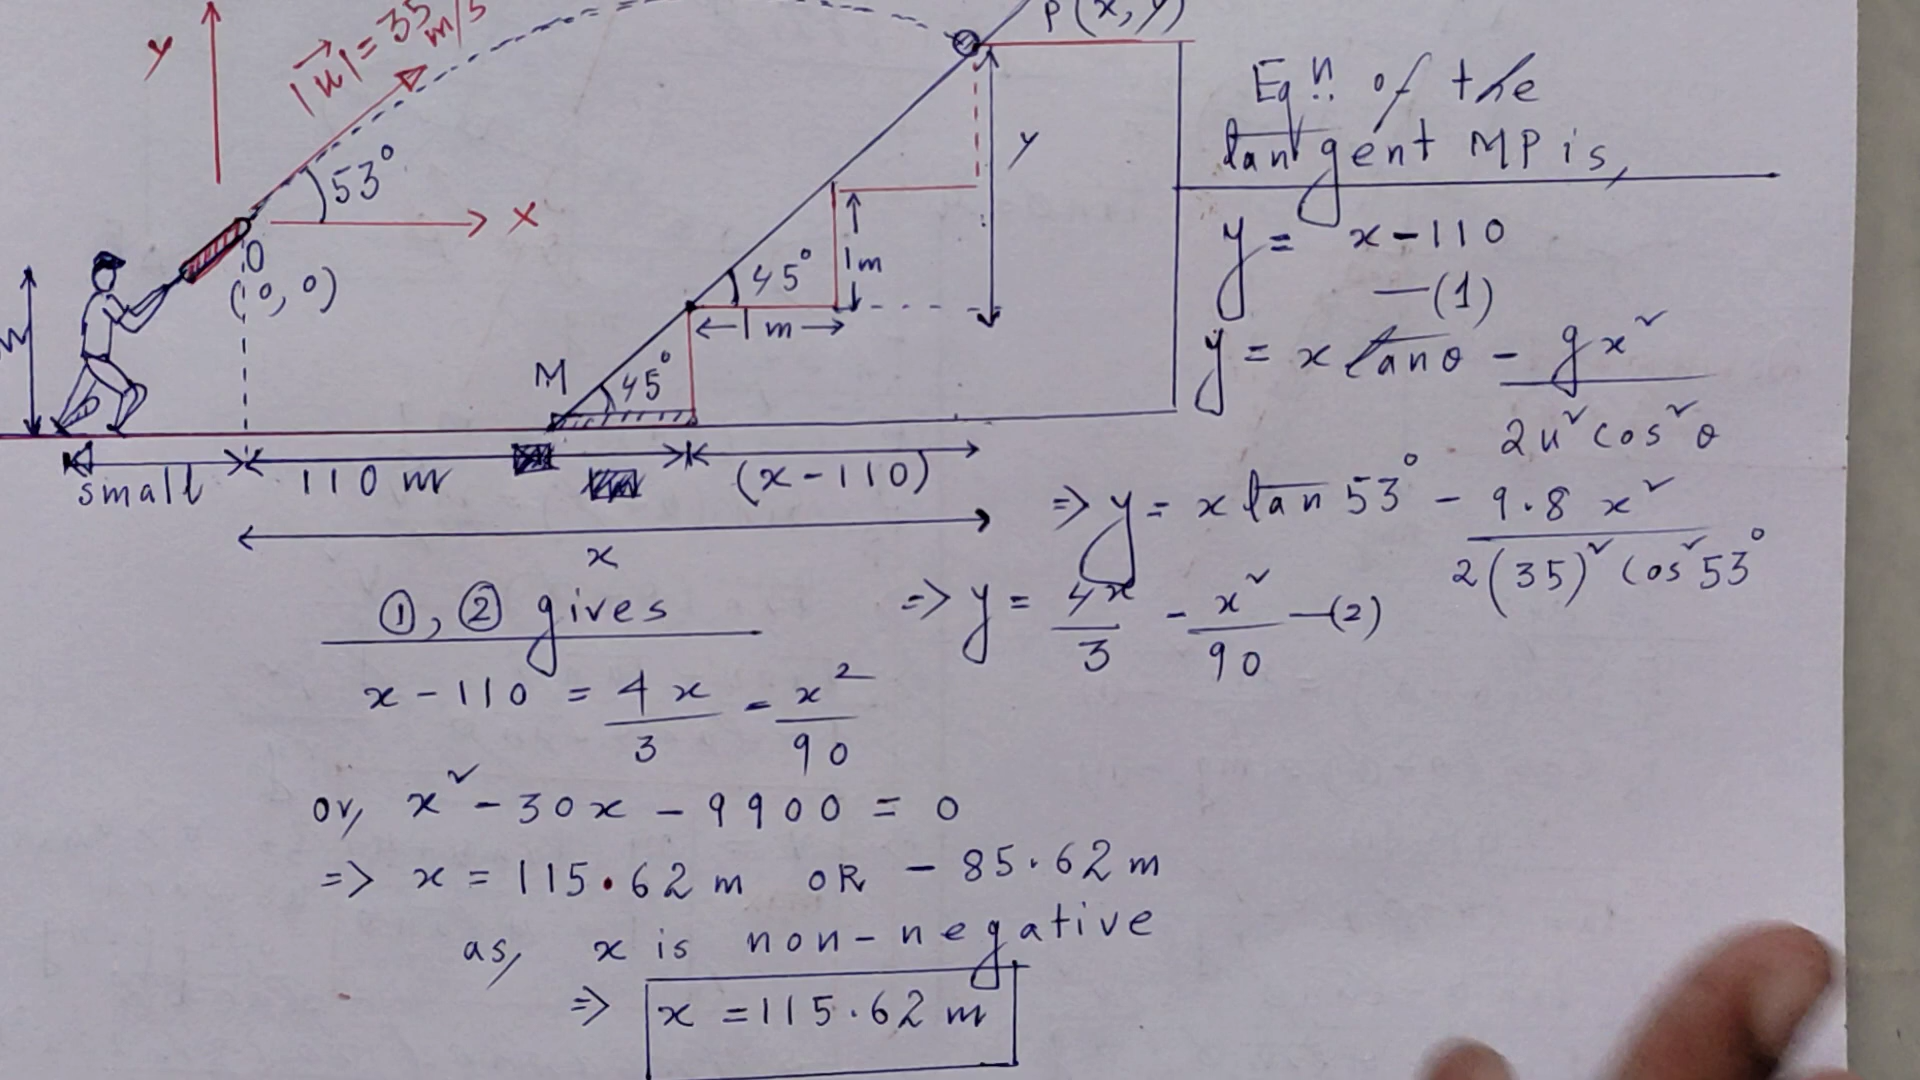 y
|u| = 35 m/s
P(x, y)
53°
x
O
(0, 0)
y
45°
1m
1 m
M
45°
small
110 m
(x-110)
x
Eqn. of the
tangent MP is,
y = x-110
—(1)
y = x tanθ - gx²
2u²cos²θ
=> y = x tan 53° - 9.8 x²
2(35)² cos²53°
=> y = 4x/3 - x²/90 —(2)
①, ② gives
x - 110 = 4x/3 - x²/90
or, x² - 30x - 9900 = 0
=> x = 115.62 m OR - 85.62 m
as, x is non-negative
=> x = 115.62 m